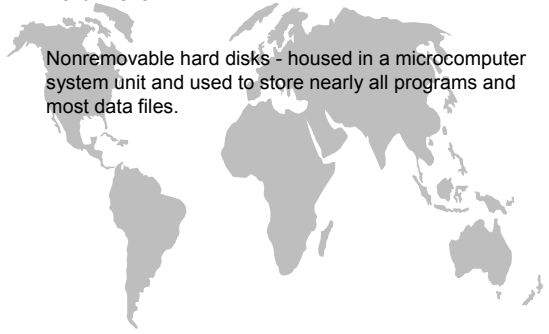 Nonremovable hard disks - housed in a microcomputer
system unit and used to store nearly all programs and
most data files.